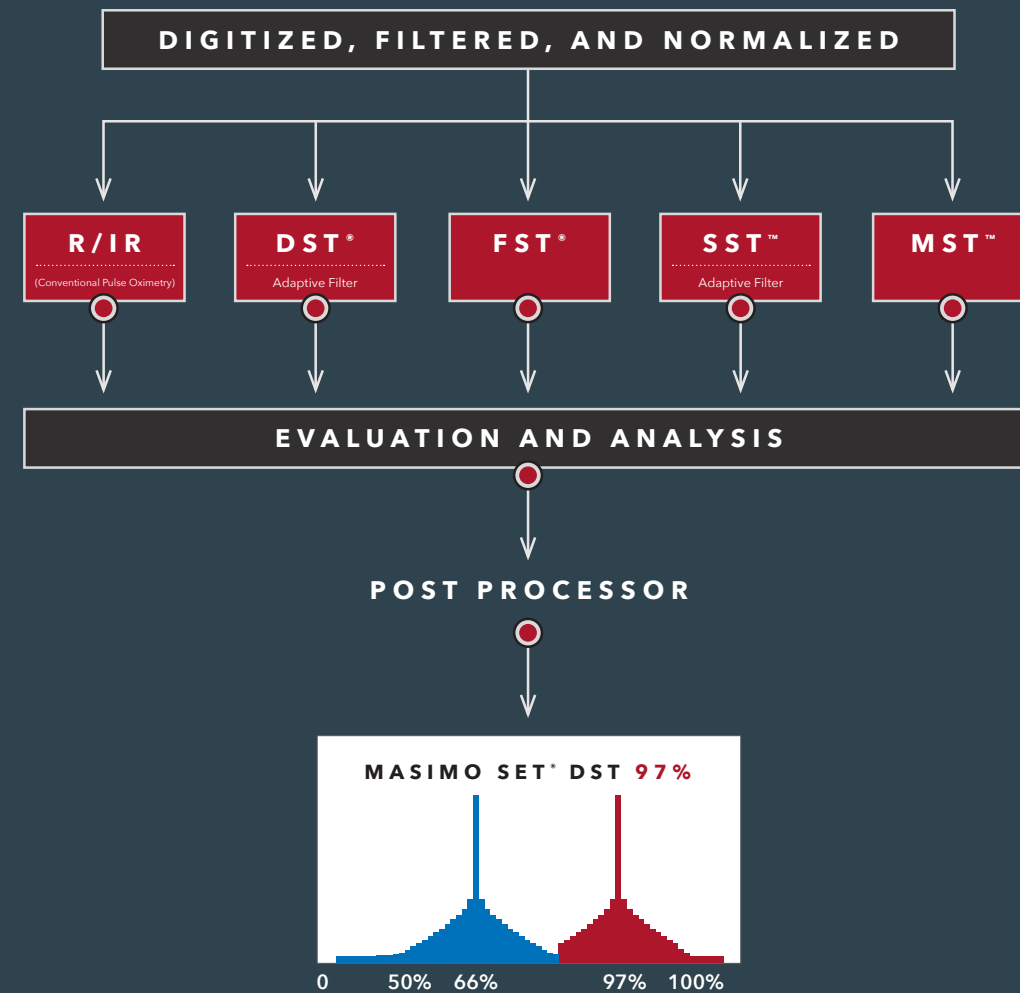 DIGITIZED, FILTERED, AND NORMALIZED
R/IR
(Conventional Pulse Oximetry)
DST®
Adaptive Filter
FST®
SST™
Adaptive Filter
MST™
EVALUATION AND ANALYSIS
POST PROCESSOR
MASIMO SET® DST 97%
0 50% 66% 97% 100%